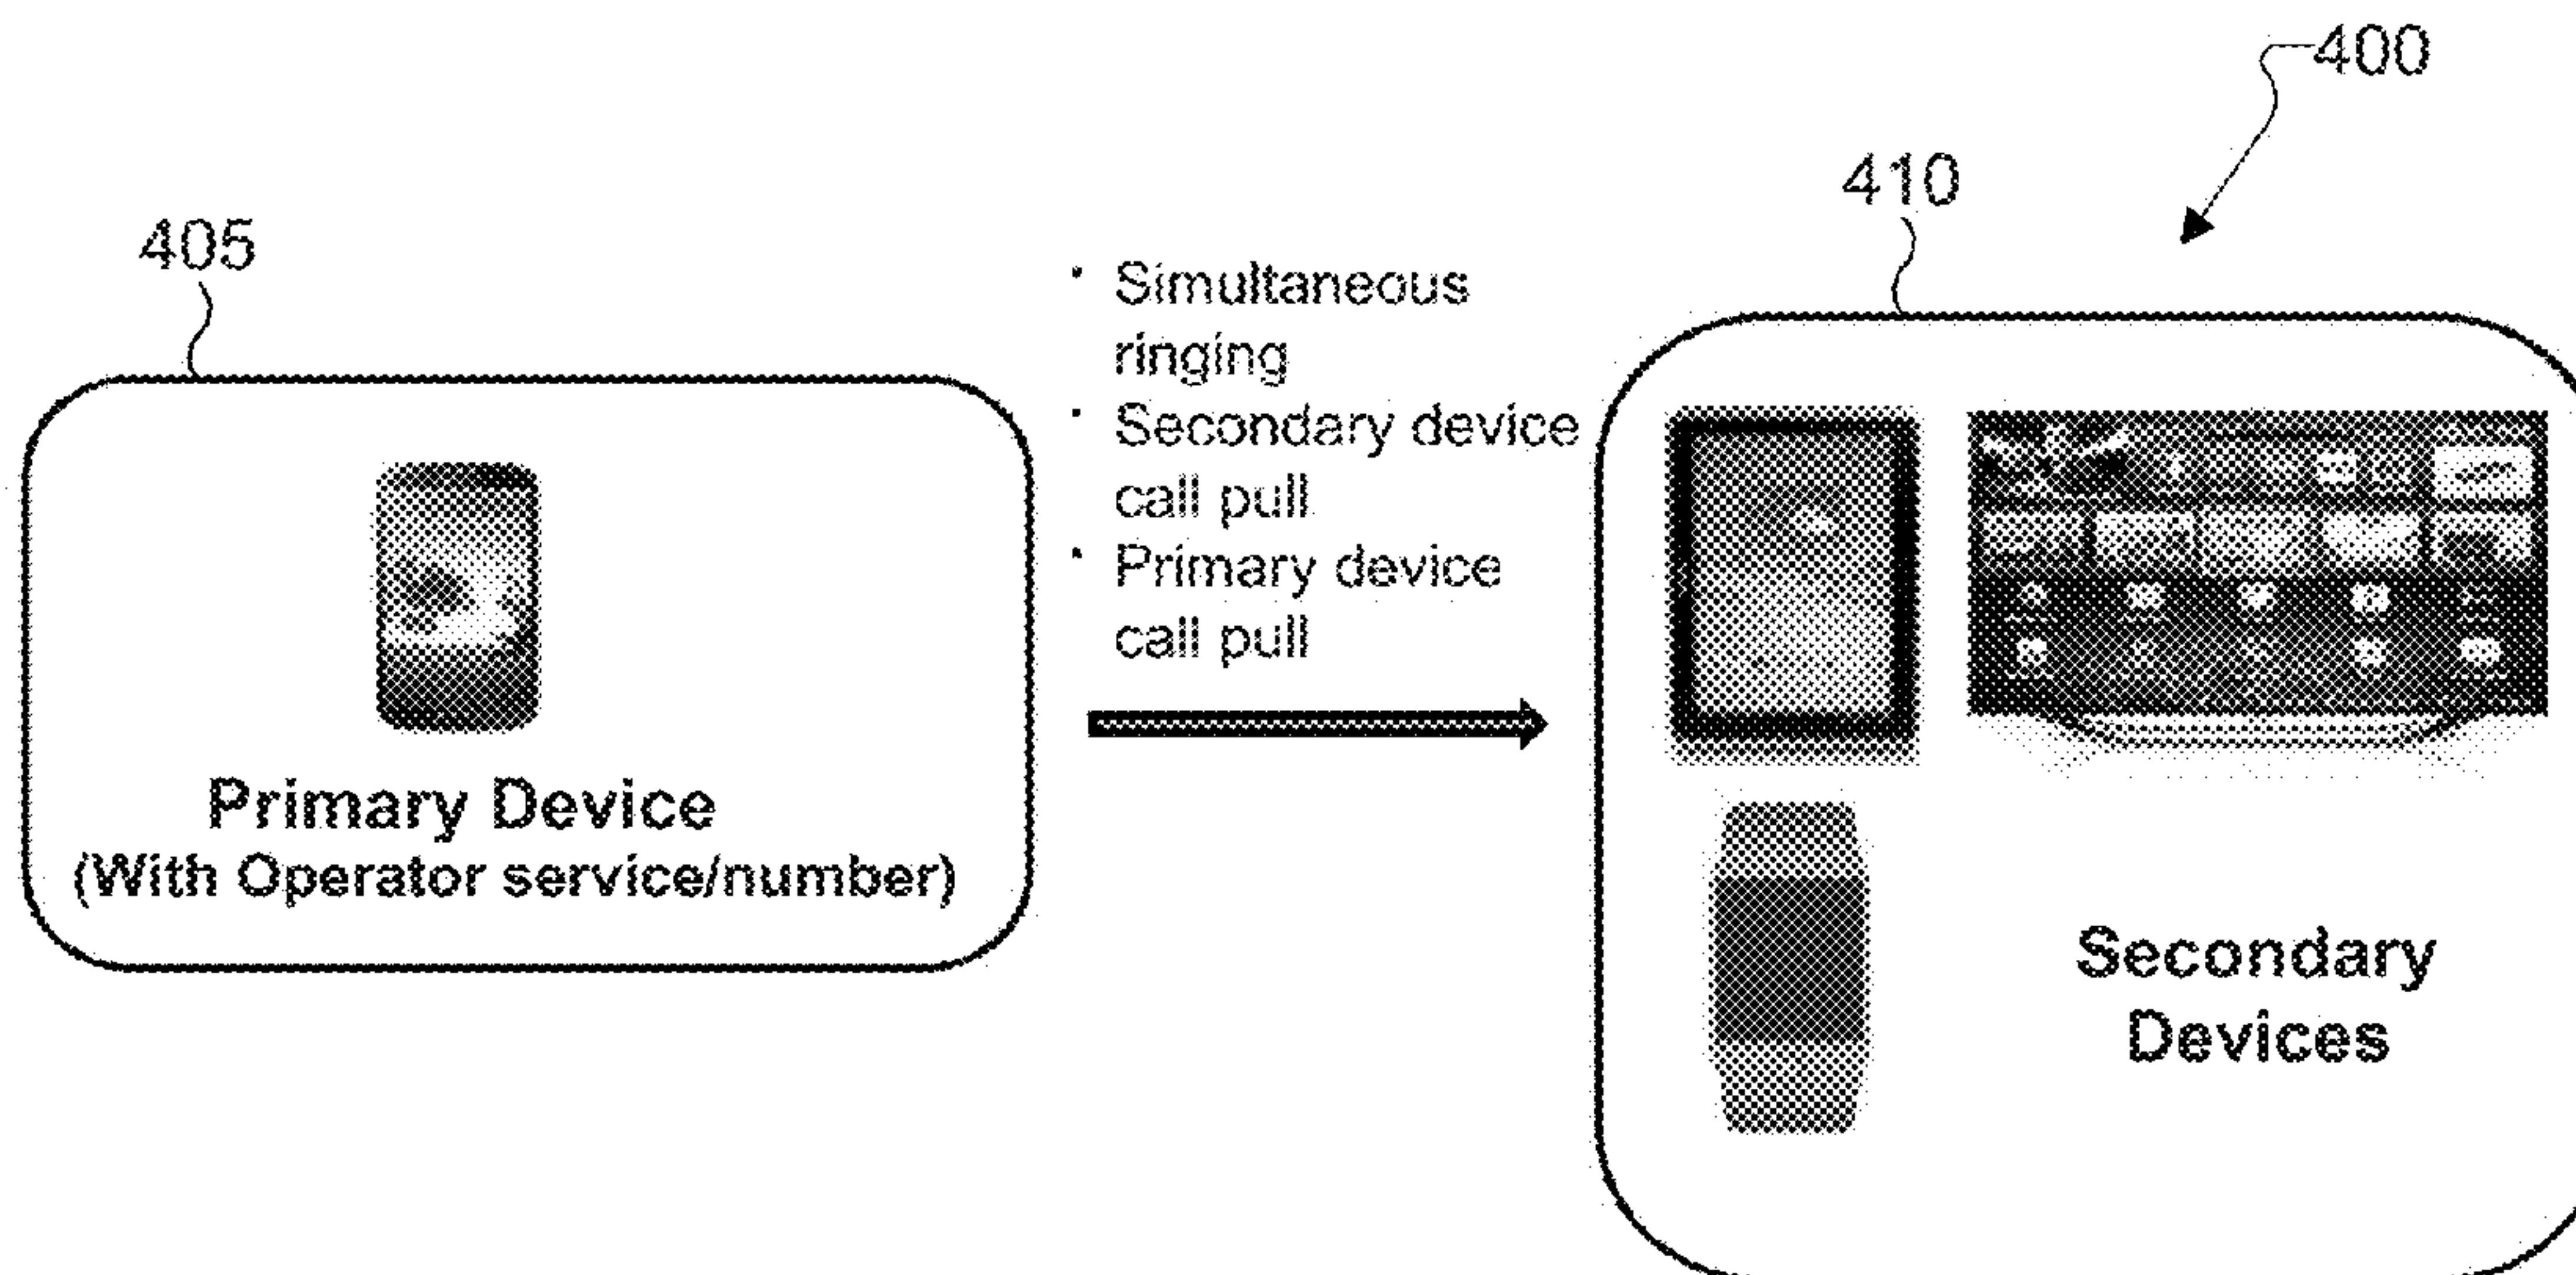 400
410
405
· Simultaneous
ringing
· Secondary device
call pull
· Primary device
call pull
Primary Device
(With Operator service/number)
Secondary
Devices